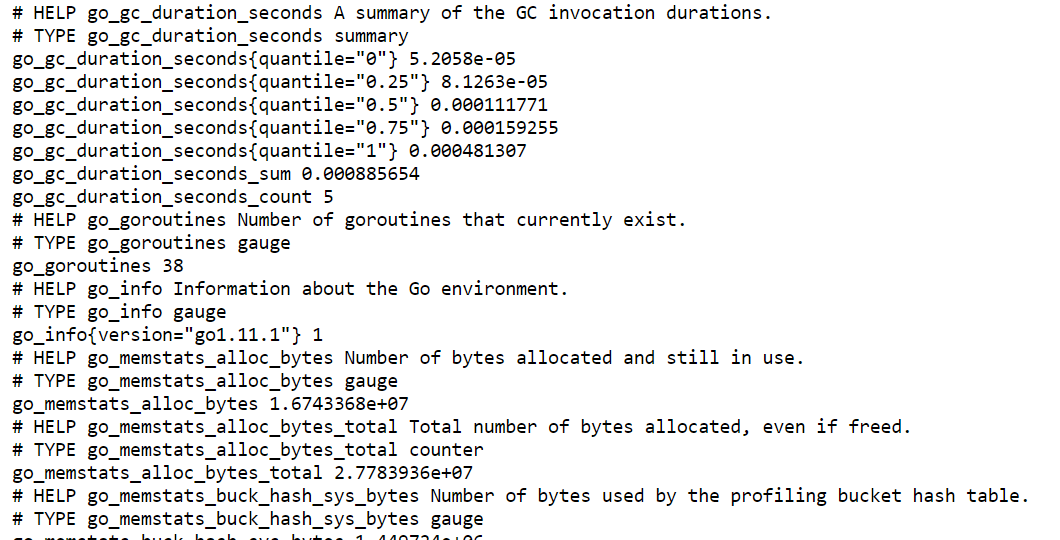 # HELP go_gc_duration_seconds A summary of the GC invocation durations.
# TYPE go_gc_duration_seconds summary
go_gc_duration_seconds{quantile="0"} 5.2058e-05
go_gc_duration_seconds{quantile="0.25"} 8.1263e-05
go_gc_duration_seconds{quantile="0.5"} 0.000111771
go_gc_duration_seconds{quantile="0.75"} 0.000159255
go_gc_duration_seconds{quantile="1"} 0.000481307
go_gc_duration_seconds_sum 0.000885654
go_gc_duration_seconds_count 5
# HELP go_goroutines Number of goroutines that currently exist.
# TYPE go_goroutines gauge
go_goroutines 38
# HELP go_info Information about the Go environment.
# TYPE go_info gauge
go_info{version="go1.11.1"} 1
# HELP go_memstats_alloc_bytes Number of bytes allocated and still in use.
# TYPE go_memstats_alloc_bytes gauge
go_memstats_alloc_bytes 1.6743368e+07
# HELP go_memstats_alloc_bytes_total Total number of bytes allocated, even if freed.
# TYPE go_memstats_alloc_bytes_total counter
go_memstats_alloc_bytes_total 2.7783936e+07
# HELP go_memstats_buck_hash_sys_bytes Number of bytes used by the profiling bucket hash table.
# TYPE go_memstats_buck_hash_sys_bytes gauge
go_memstats_buck_hash_sys_bytes